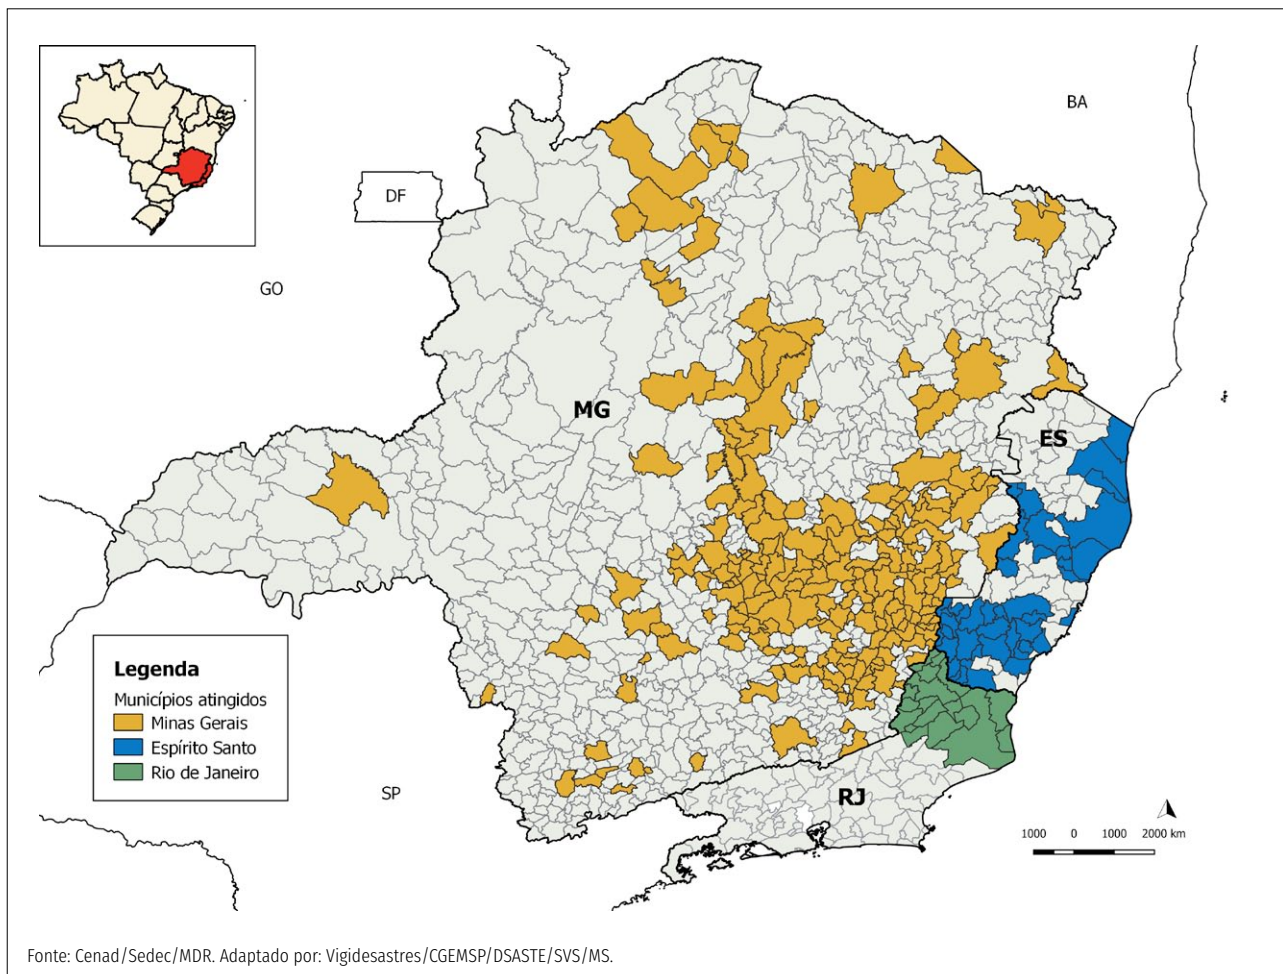 BA
DF
GO
MG
ES
Legenda
Municípios atingidos
Minas Gerais
Espírito Santo
Rio de Janeiro
SP
RJ
1000 0 1000 2000 km
Fonte: Cenad/Sedec/MDR. Adaptado por: Vigidesastres/CGEMSP/DSASTE/SVS/MS.